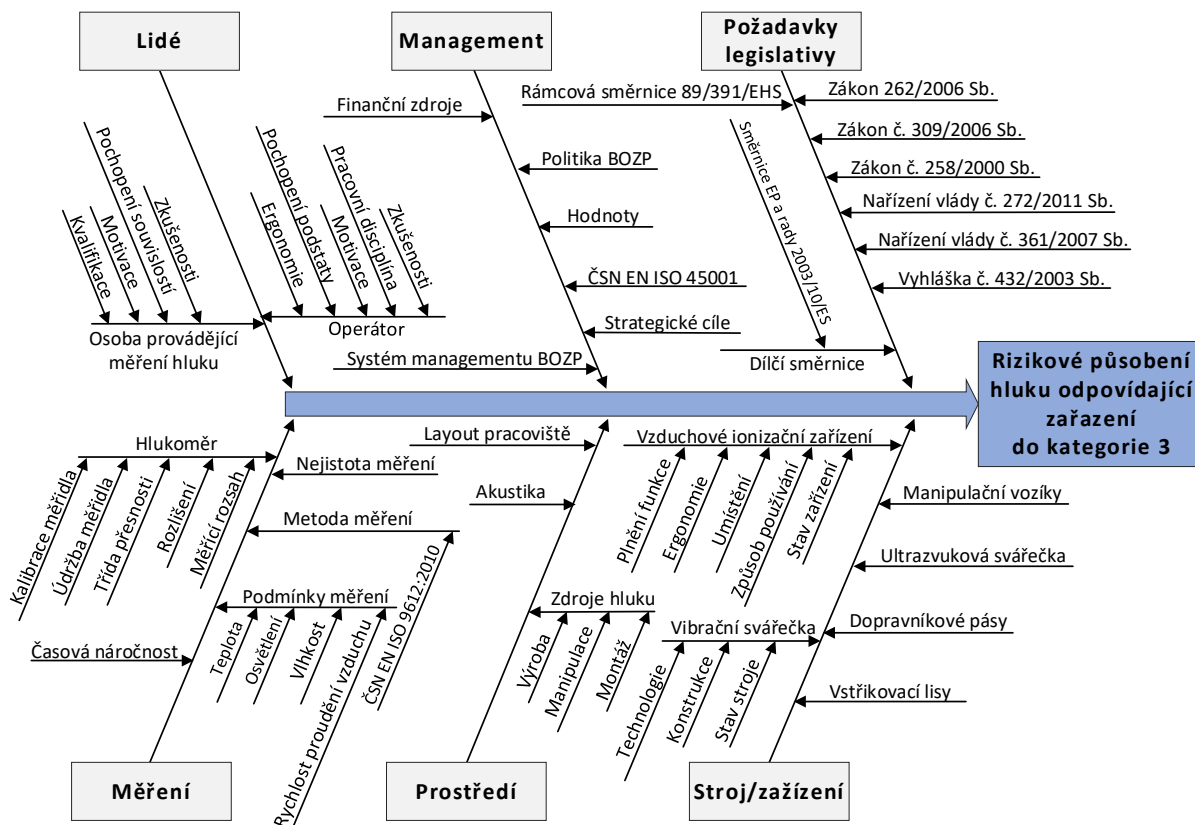 Lidé
Management
Požadavky
legislativy
Finanční zdroje
Rámcová směrnice 89/391/EHS
Zákon 262/2006 Sb.
Směrnice EP a rady 2003/10/ES
Zákon č. 309/2006 Sb.
Politika BOZP
Zákon č. 258/2000 Sb.
Hodnoty
Nařízení vlády č. 272/2011 Sb.
Nařízení vlády č. 361/2007 Sb.
ČSN EN ISO 45001
Vyhláška č. 432/2003 Sb.
Kvalifikace
Motivace
Pochopení souvislostí
Zkušenosti
Ergonomie
Pochopení podstaty
Motivace
Pracovní disciplína
Zkušenosti
Osoba provádějící
měření hluku
Operátor
Strategické cíle
Systém managementu BOZP
Dílčí směrnice
Rizikové působení
hluku odpovídající
zařazení
do kategorie 3
Hlukoměr
Layout pracoviště
Vzduchové ionizační zařízení
Nejistota měření
Kalibrace měřidla
Údržba měřidla
Třída přesnosti
Rozlišení
Měřící rozsah
Akustika
Plnění funkce
Ergonomie
Umístění
Způsob používání
Stav zařízení
Manipulační vozíky
Metoda měření
ČSN EN ISO 9612:2010
Ultrazvuková svářečka
Podmínky měření
Teplota
Osvětlení
Vlhkost
Rychlost proudění vzduchu
Zdroje hluku
Výroba
Manipulace
Montáž
Vibrační svářečka
Technologie
Konstrukce
Stav stroje
Dopravníkové pásy
Časová náročnost
Vstřikovací lisy
Měření
Prostředí
Stroj/zažízení